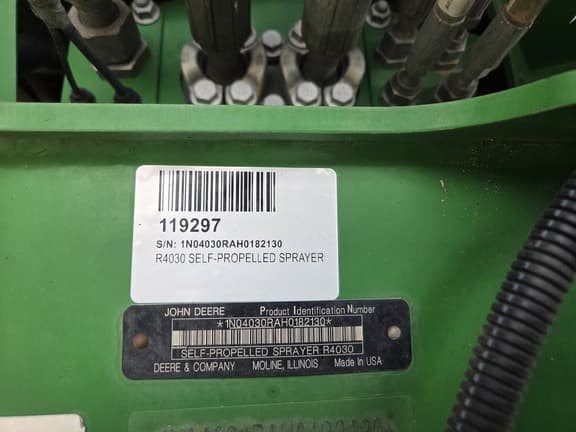 119297
S/N: 1N04030RAH0182130
R4030 SELF-PROPELLED SPRAYER
JOHN DEERE Product Identification Number
*1N04030RAH0182130*
SELF-PROPELLED SPRAYER R4030
DEERE & COMPANY MOLINE, ILLINOIS Made In USA